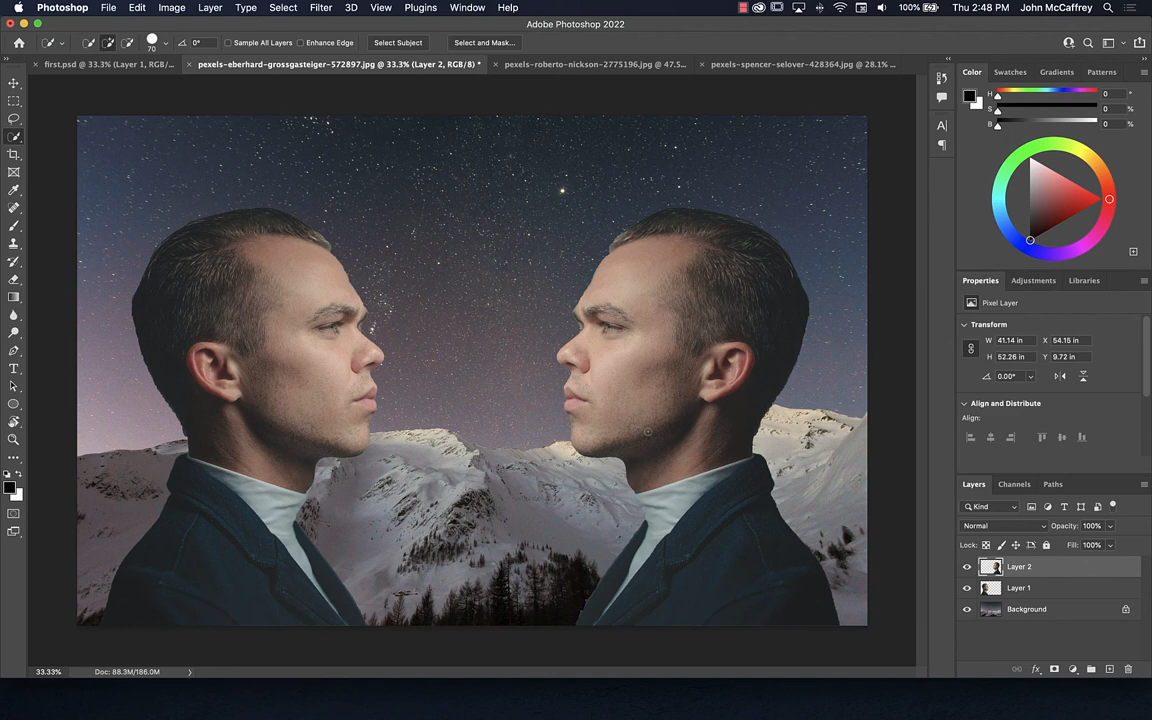 Photoshop File Edit Image Layer Type Select Filter 3D View Plugins Window Help 100% Thu 2:48 PM John McCaffrey
Adobe Photoshop 2022
70 0° Sample All Layers Enhance Edge Select Subject Select and Mask...
first.psd @ 33.3% (Layer 1, RGB/... pexels-eberhard-grossgasteiger-572897.jpg @ 33.3% (Layer 2, RGB/8) * pexels-roberto-nickson-2775196.jpg @ 47.5... pexels-spencer-selover-428364.jpg @ 28.1% ...
Color Swatches Gradients Patterns
H 0 °
S 0 %
B 0 %
Properties Adjustments Libraries
Pixel Layer
Transform
W 41.14 in X 54.15 in
H 52.26 in Y 9.72 in
0.00°
Align and Distribute
Align:
Layers Channels Paths
Kind
Normal Opacity: 100%
Lock: Fill: 100%
Layer 2
Layer 1
Background
33.33% Doc: 88.3M/186.0M